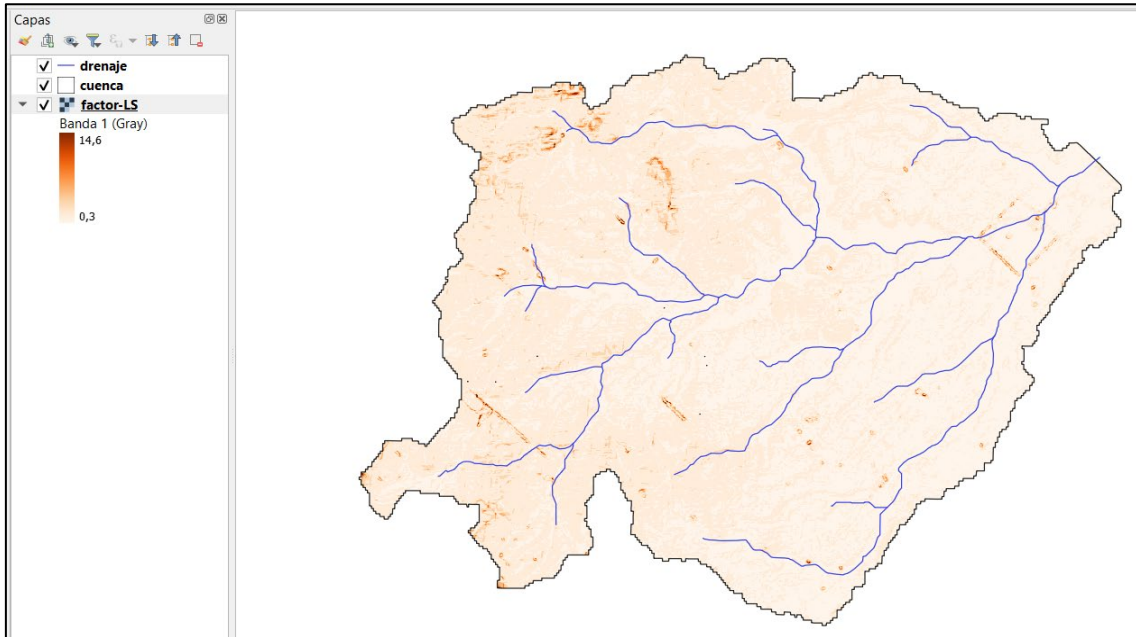 Capas
drenaje
cuenca
factor-LS
Banda 1 (Gray)
14,6
0,3